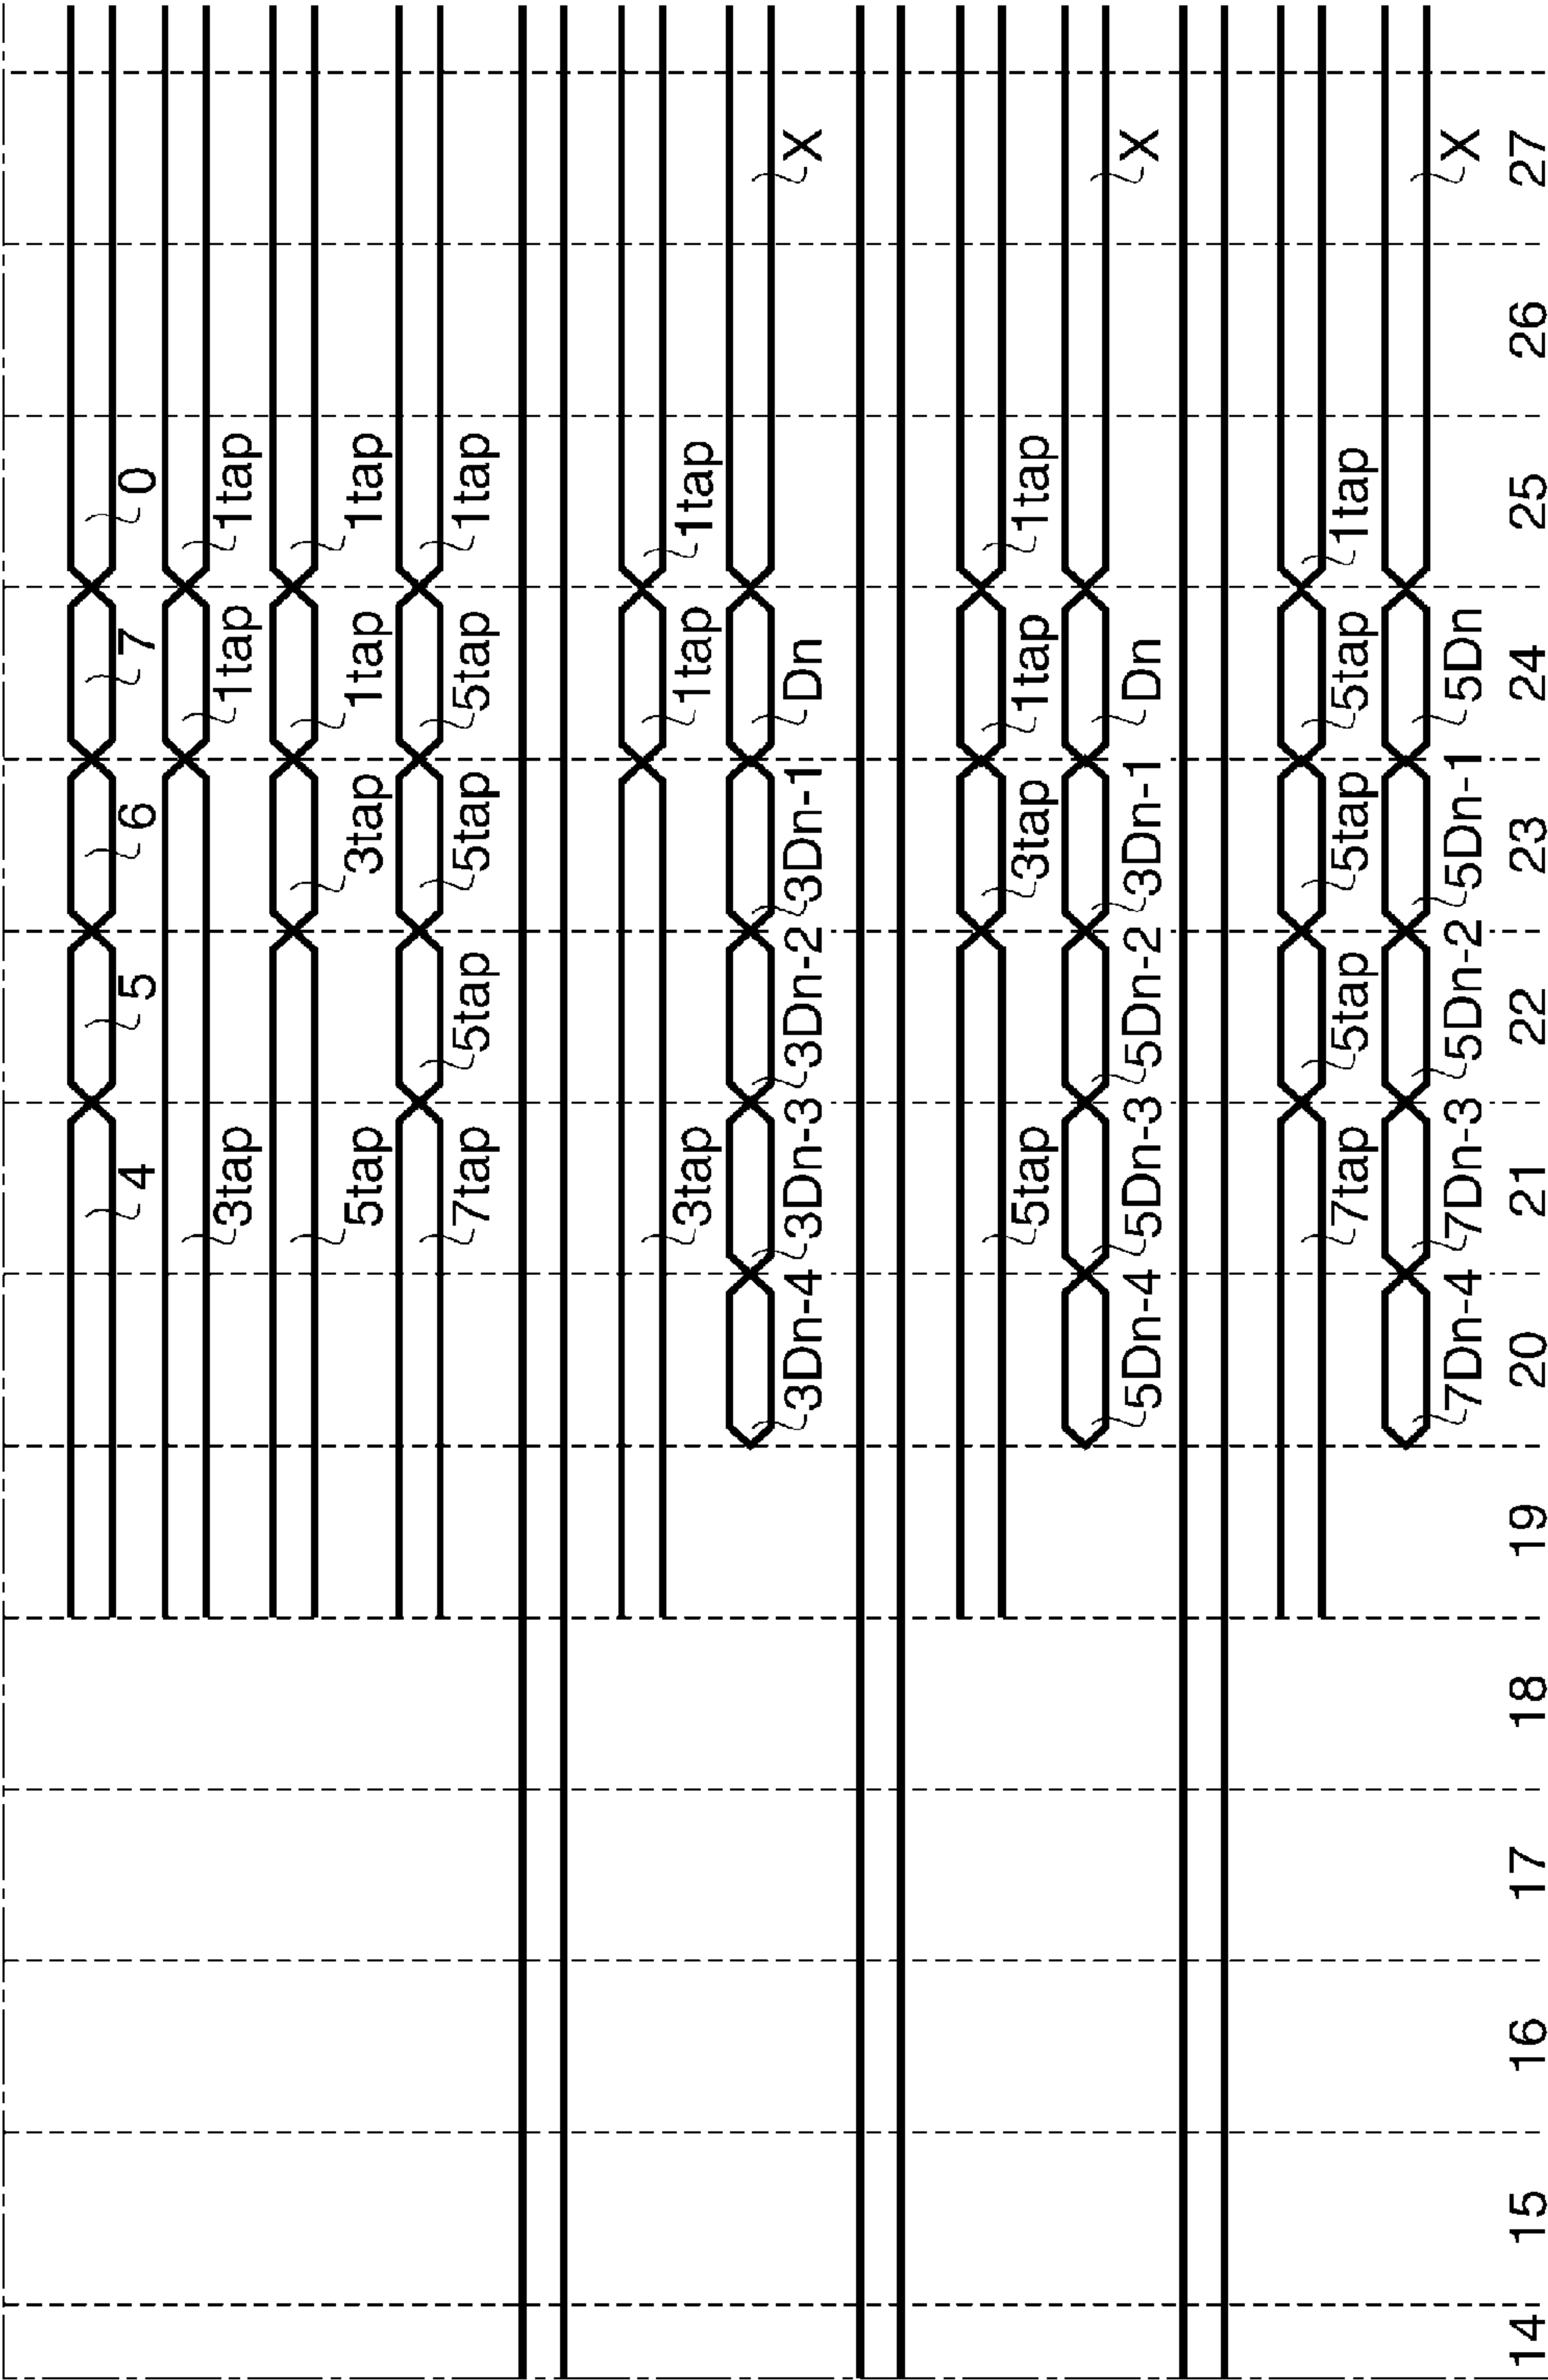 4 5 6 7 0
3tap 1tap 1tap
5tap 3tap 1tap 1tap
7tap 5tap 5tap 5tap 1tap
3tap 1tap 1tap
3Dn-4 3Dn-3 3Dn-2 3Dn-1 Dn X
5tap 3tap 1tap 1tap
5Dn-4 5Dn-3 5Dn-2 3Dn-1 Dn X
7tap 5tap 5tap 5tap 1tap
7Dn-4 7Dn-3 5Dn-2 5Dn-1 5Dn X
14 15 16 17 18 19 20 21 22 23 24 25 26 27